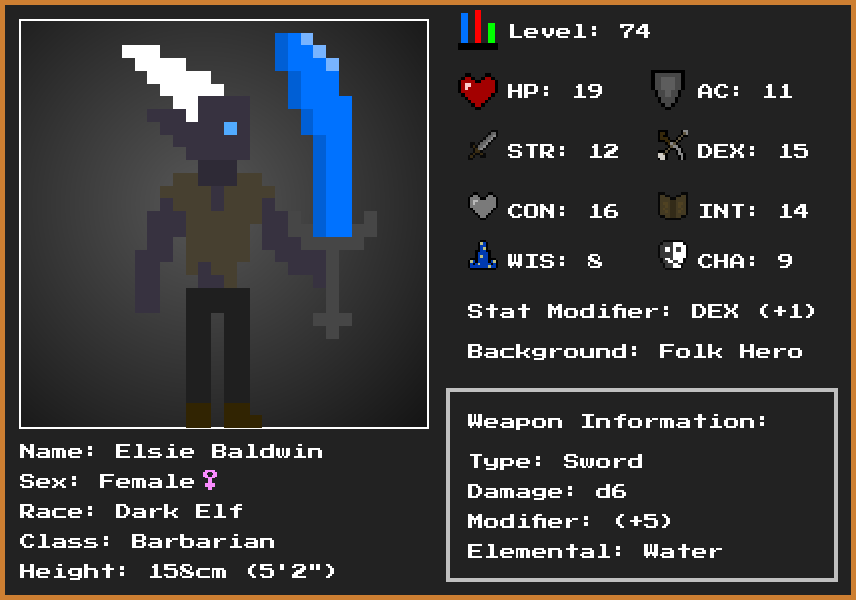 Level: 74
HP: 19
AC: 11
STR: 12
DEX: 15
CON: 16
INT: 14
WIS: 8
CHA: 9
Stat Modifier: DEX (+1)
Background: Folk Hero
Weapon Information:
Type: Sword
Damage: d6
Modifier: (+5)
Elemental: Water
Name: Elsie Baldwin
Sex: Female♀
Race: Dark Elf
Class: Barbarian
Height: 158cm (5'2")